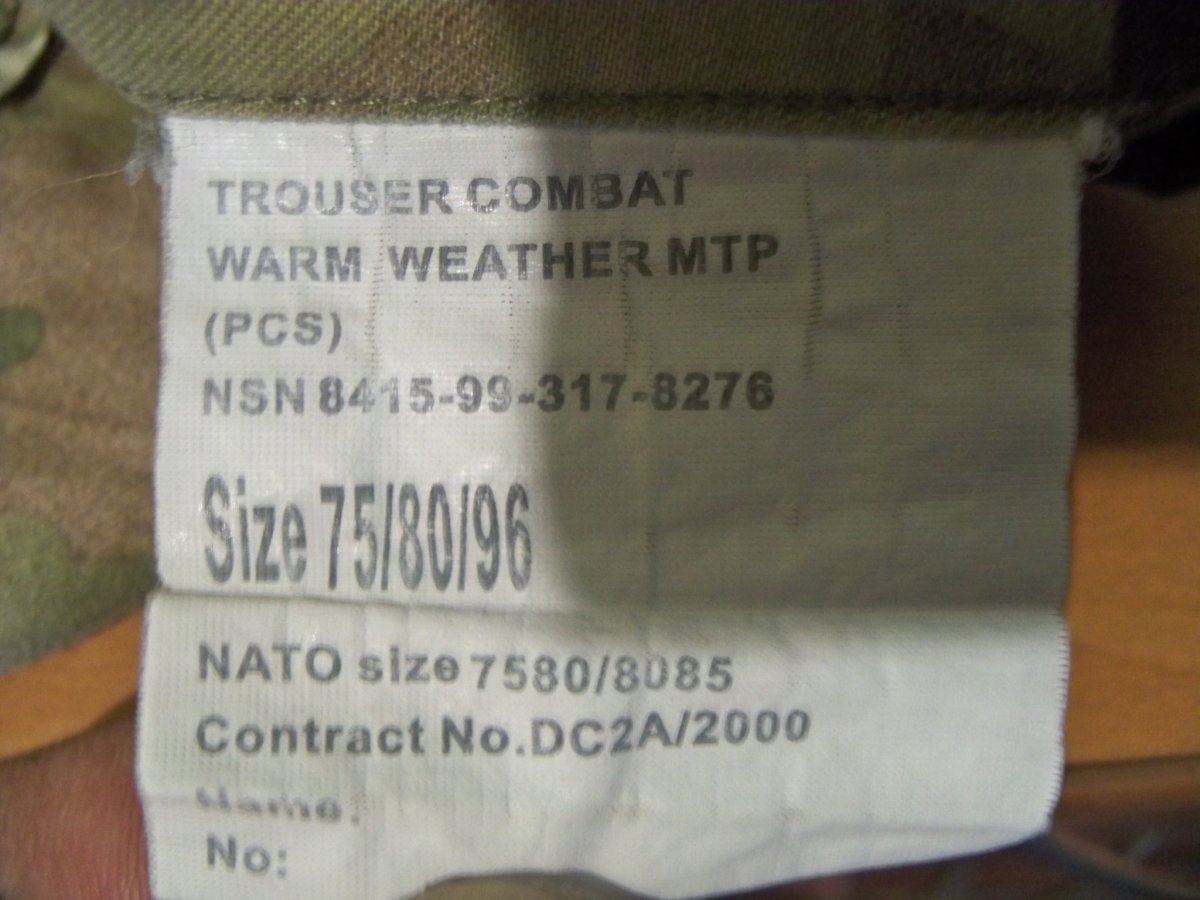 TROUSER COMBAT
WARM WEATHER MTP
(PCS)
NSN 8415-99-317-8276
Size 75/80/96
NATO size 7580/8085
Contract No.DC2A/2000
Name:
No: